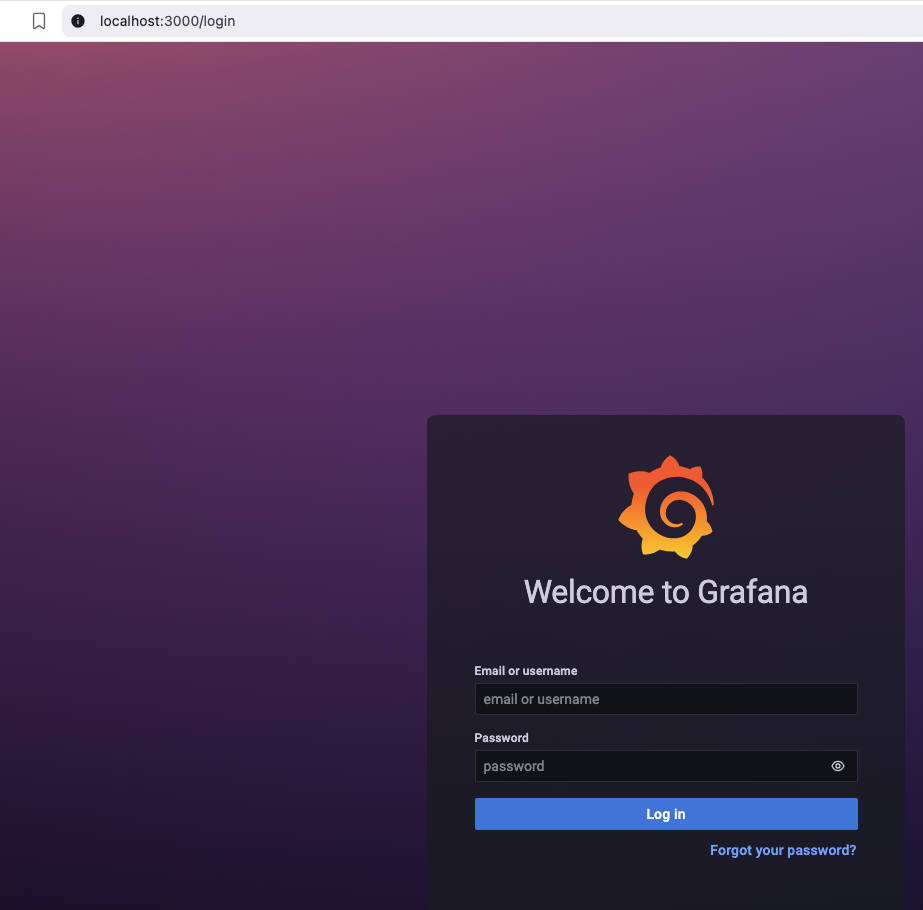 localhost:3000/login
Welcome to Grafana
Email or username
email or username
Password
password
Log in
Forgot your password?